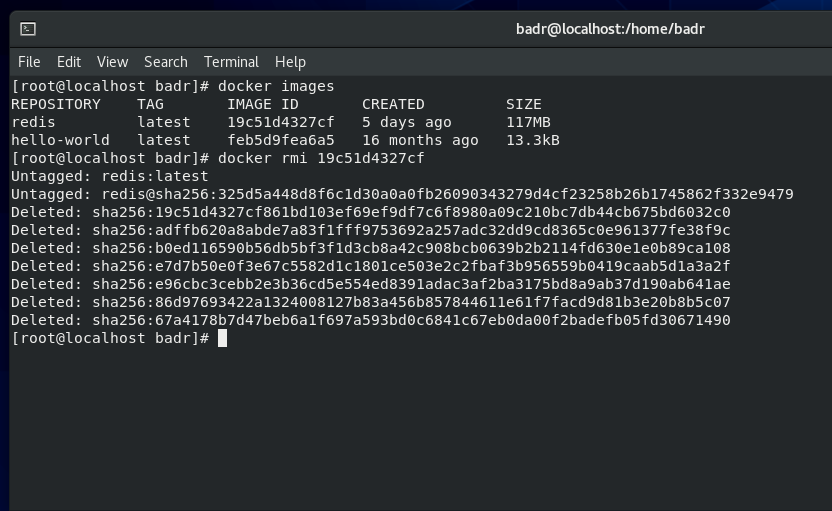 badr@localhost:/home/badr
File Edit View Search Terminal Help
[root@localhost badr]# docker images
REPOSITORY    TAG       IMAGE ID       CREATED         SIZE
redis         latest    19c51d4327cf   5 days ago      117MB
hello-world   latest    feb5d9fea6a5   16 months ago   13.3kB
[root@localhost badr]# docker rmi 19c51d4327cf
Untagged: redis:latest
Untagged: redis@sha256:325d5a448d8f6c1d30a0a0fb26090343279d4cf23258b26b1745862f332e9479
Deleted: sha256:19c51d4327cf861bd103ef69ef9df7c6f8980a09c210bc7db44cb675bd6032c0
Deleted: sha256:adffb620a8abde7a83f1fff9753692a257adc32dd9cd8365c0e961377fe38f9c
Deleted: sha256:b0ed116590b56db5bf3f1d3cb8a42c908bcb0639b2b2114fd630e1e0b89ca108
Deleted: sha256:e7d7b50e0f3e67c5582d1c1801ce503e2c2fbaf3b956559b0419caab5d1a3a2f
Deleted: sha256:e96cbc3cebb2e3b36cd5e554ed8391adac3af2ba3175bd8a9ab37d190ab641ae
Deleted: sha256:86d97693422a1324008127b83a456b857844611e61f7facd9d81b3e20b8b5c07
Deleted: sha256:67a4178b7d47beb6a1f697a593bd0c6841c67eb0da00f2badefb05fd30671490
[root@localhost badr]#